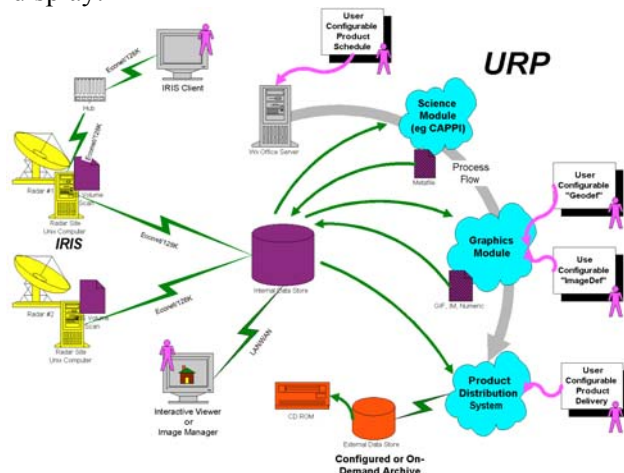 display.
Econet/128K
IRIS Client
Hub
Econet/128K
User
Configurable
Product
Schedule
URP
Wx Office Server
Science
Module
(eg CAPPI)
Metafile
Process
Flow
Radar #1
Volume
Scan
Radar Site
Unix Computer
IRIS
Econet/128K
User
Configurable
"Geodef"
Graphics
Module
Use
Configurable
"ImageDef"
GIF, IM, Numeric
Internal Data Store
Radar #2
Volume
Scan
Radar Site
Unix Computer
Econet/128K
LAN/WAN
Interactive Viewer
or
Image Manager
CD ROM
External Data Store
Configured or On-
Demand Archive
Product
Distribution
System
User
Configurable
Product
Delivery